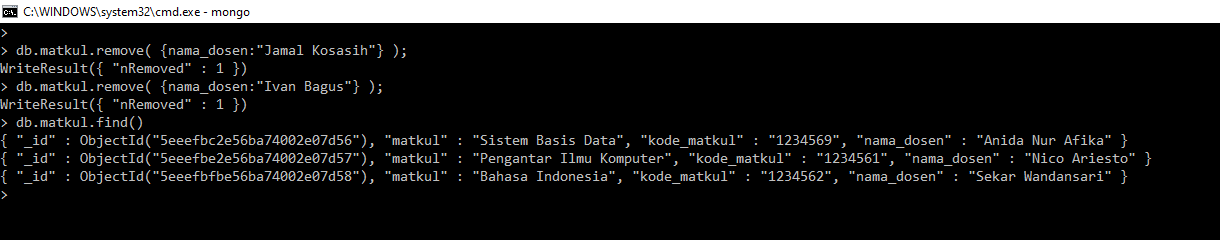 C:\WINDOWS\system32\cmd.exe - mongo
>
> db.matkul.remove( {nama_dosen:"Jamal Kosasih"} );
WriteResult({ "nRemoved" : 1 })
> db.matkul.remove( {nama_dosen:"Ivan Bagus"} );
WriteResult({ "nRemoved" : 1 })
> db.matkul.find()
{ "_id" : ObjectId("5eeefbc2e56ba74002e07d56"), "matkul" : "Sistem Basis Data", "kode_matkul" : "1234569", "nama_dosen" : "Anida Nur Afika" }
{ "_id" : ObjectId("5eeefbe2e56ba74002e07d57"), "matkul" : "Pengantar Ilmu Komputer", "kode_matkul" : "1234561", "nama_dosen" : "Nico Ariesto" }
{ "_id" : ObjectId("5eeefbfbe56ba74002e07d58"), "matkul" : "Bahasa Indonesia", "kode_matkul" : "1234562", "nama_dosen" : "Sekar Wandansari" }
>